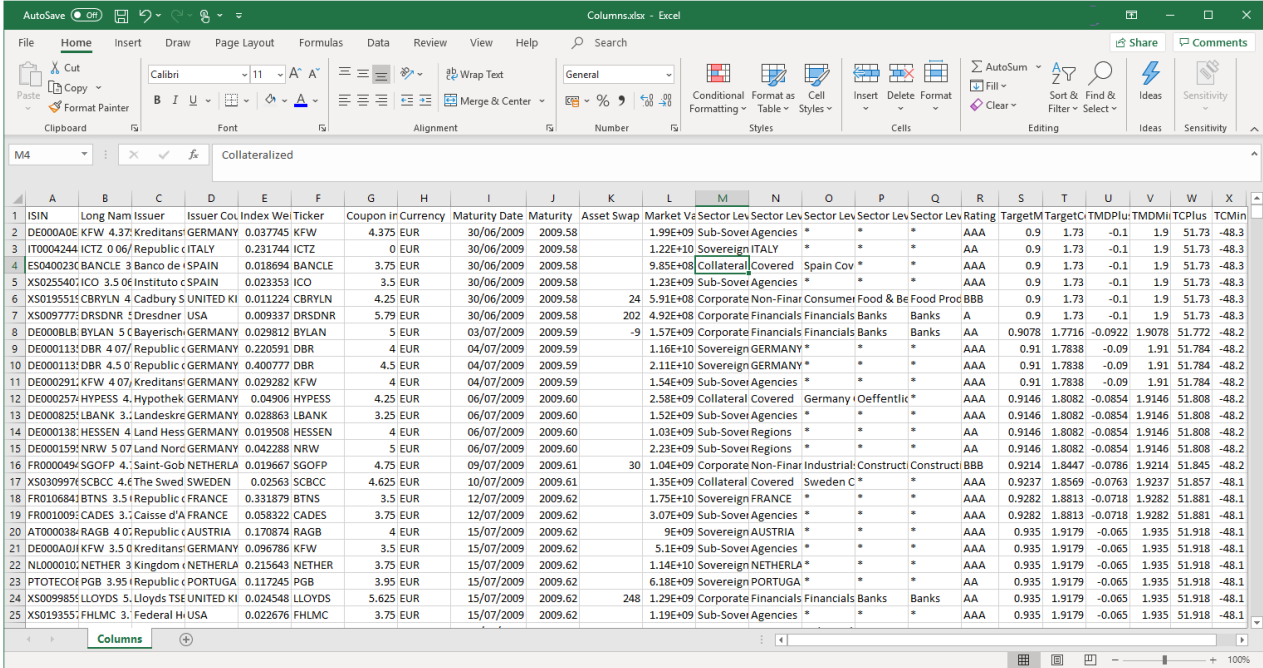 AutoSave Off Columns.xlsx - Excel
File Home Insert Draw Page Layout Formulas Data Review View Help Search Share Comments
Paste Cut Copy Format Painter Calibri 11 B I U Wrap Text Merge & Center General % Conditional Formatting Format as Table Cell Styles Insert Delete Format AutoSum Fill Clear Sort & Filter Find & Select Ideas Sensitivity
Clipboard Font Alignment Number Styles Cells Editing Ideas Sensitivity
M4 fx Collateralized
A B C D E F G H I J K L M N O P Q R S T U V W X
1 ISIN Long Nam Issuer Issuer Cou Index Wei Ticker Coupon in Currency Maturity Date Maturity Asset Swap Market Va Sector Lev Sector Lev Sector Lev Sector Lev Sector Lev Rating TargetM TargetC TMDPlu TMDMi TCPlus TCMin
2 DE000A0E KFW 4.37 Kreditanst GERMANY 0.037745 KFW 4.375 EUR 30/06/2009 2009.58 1.99E+09 Sub-Sover Agencies * * * AAA 0.9 1.73 -0.1 1.9 51.73 -48.3
3 IT0004244 ICTZ 0 06/ Republic o ITALY 0.231744 ICTZ 0 EUR 30/06/2009 2009.58 1.22E+10 Sovereign ITALY * * * AA 0.9 1.73 -0.1 1.9 51.73 -48.3
4 ES0400230 BANCLE 3 Banco de SPAIN 0.018694 BANCLE 3.75 EUR 30/06/2009 2009.58 9.85E+08 Collateral Covered Spain Cov * * AAA 0.9 1.73 -0.1 1.9 51.73 -48.3
5 XS025540 ICO 3.5 06 Instituto o SPAIN 0.023353 ICO 3.5 EUR 30/06/2009 2009.58 1.23E+09 Sub-Sover Agencies * * * AAA 0.9 1.73 -0.1 1.9 51.73 -48.3
6 XS019551 CBRYLN 4 Cadbury S UNITED KI 0.011224 CBRYLN 4.25 EUR 30/06/2009 2009.58 24 5.91E+08 Corporate Non-Finan Consumer Food & Be Food Prod BBB 0.9 1.73 -0.1 1.9 51.73 -48.3
7 XS009777 DRSDNR 5 Dresdner USA 0.009337 DRSDNR 5.79 EUR 30/06/2009 2009.58 202 4.92E+08 Corporate Financials Financials Banks Banks A 0.9 1.73 -0.1 1.9 51.73 -48.3
8 DE000BLB BYLAN 5 0 Bayerisch GERMANY 0.029812 BYLAN 5 EUR 03/07/2009 2009.59 -9 1.57E+09 Corporate Financials Financials Banks Banks AA 0.9078 1.7716 -0.0922 1.9078 51.772 -48.2
9 DE000113 DBR 4 07/ Republic o GERMANY 0.220591 DBR 4 EUR 04/07/2009 2009.59 1.16E+10 Sovereign GERMANY * * * AAA 0.91 1.7838 -0.09 1.91 51.784 -48.2
10 DE000113 DBR 4.5 0 Republic o GERMANY 0.400777 DBR 4.5 EUR 04/07/2009 2009.59 2.11E+10 Sovereign GERMANY * * * AAA 0.91 1.7838 -0.09 1.91 51.784 -48.2
11 DE000291 KFW 4 07/ Kreditanst GERMANY 0.029282 KFW 4 EUR 04/07/2009 2009.59 1.54E+09 Sub-Sover Agencies * * * AAA 0.91 1.7838 -0.09 1.91 51.784 -48.2
12 DE000257 HYPESS 4. Hypothek GERMANY 0.04906 HYPESS 4.25 EUR 06/07/2009 2009.60 2.58E+09 Collateral Covered Germany Oeffentlic * AAA 0.9146 1.8082 -0.0854 1.9146 51.808 -48.2
13 DE000825 LBANK 3. Landeskre GERMANY 0.028863 LBANK 3.25 EUR 06/07/2009 2009.60 1.52E+09 Sub-Sover Agencies * * * AAA 0.9146 1.8082 -0.0854 1.9146 51.808 -48.2
14 DE000138 HESSEN 4 Land Hess GERMANY 0.019508 HESSEN 4 EUR 06/07/2009 2009.60 1.03E+09 Sub-Sover Regions * * * AA 0.9146 1.8082 -0.0854 1.9146 51.808 -48.2
15 DE000159 NRW 5 07 Land Nord GERMANY 0.042288 NRW 5 EUR 06/07/2009 2009.60 2.23E+09 Sub-Sover Regions * * * AA 0.9146 1.8082 -0.0854 1.9146 51.808 -48.2
16 FR000049 SGOFP 4. Saint-Gob NETHERLA 0.019667 SGOFP 4.75 EUR 09/07/2009 2009.61 30 1.04E+09 Corporate Non-Finan Industrials Constructi Constructi BBB 0.9214 1.8447 -0.0786 1.9214 51.845 -48.2
17 XS030997 SCBCC 4.6 The Swed SWEDEN 0.02563 SCBCC 4.625 EUR 10/07/2009 2009.61 1.35E+09 Collateral Covered Sweden C * * AAA 0.9237 1.8569 -0.0763 1.9237 51.857 -48.1
18 FR010684 BTNS 3.5 Republic o FRANCE 0.331879 BTNS 3.5 EUR 12/07/2009 2009.62 1.75E+10 Sovereign FRANCE * * * AAA 0.9282 1.8813 -0.0718 1.9282 51.881 -48.1
19 FR001009 CADES 3.7 Caisse d'A FRANCE 0.058322 CADES 3.75 EUR 12/07/2009 2009.62 3.07E+09 Sub-Sover Agencies * * * AAA 0.9282 1.8813 -0.0718 1.9282 51.881 -48.1
20 AT000038 RAGB 4 07 Republic o AUSTRIA 0.170874 RAGB 4 EUR 15/07/2009 2009.62 9E+09 Sovereign AUSTRIA * * * AAA 0.935 1.9179 -0.065 1.935 51.918 -48.1
21 DE000A0J KFW 3.5 0 Kreditanst GERMANY 0.096786 KFW 3.5 EUR 15/07/2009 2009.62 5.1E+09 Sub-Sover Agencies * * * AAA 0.935 1.9179 -0.065 1.935 51.918 -48.1
22 NL000010 NETHER 3 Kingdom o NETHERLA 0.215643 NETHER 3.75 EUR 15/07/2009 2009.62 1.14E+10 Sovereign NETHERLA * * * AAA 0.935 1.9179 -0.065 1.935 51.918 -48.1
23 PTOTECOE PGB 3.95 Republic o PORTUGA 0.117245 PGB 3.95 EUR 15/07/2009 2009.62 6.18E+09 Sovereign PORTUGA * * * AA 0.935 1.9179 -0.065 1.935 51.918 -48.1
24 XS009985 LLOYDS 5. Lloyds TSB UNITED KI 0.024548 LLOYDS 5.625 EUR 15/07/2009 2009.62 248 1.29E+09 Corporate Financials Financials Banks Banks AA 0.935 1.9179 -0.065 1.935 51.918 -48.1
25 XS019355 FHLMC 3. Federal Ho USA 0.022676 FHLMC 3.75 EUR 15/07/2009 2009.62 1.19E+09 Sub-Sover Agencies * * * AAA 0.935 1.9179 -0.065 1.935 51.918 -48.1
Columns
100%